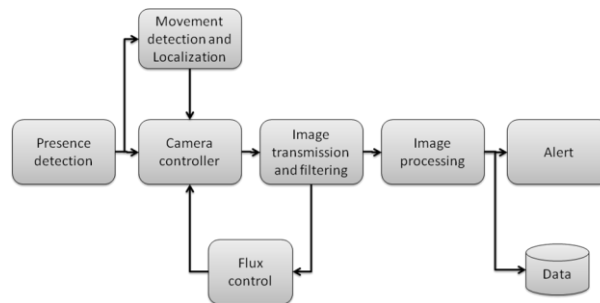 Movement
detection and
Localization
Presence
detection
Camera
controller
Image
transmission
and filtering
Image
processing
Alert
Flux
control
Data